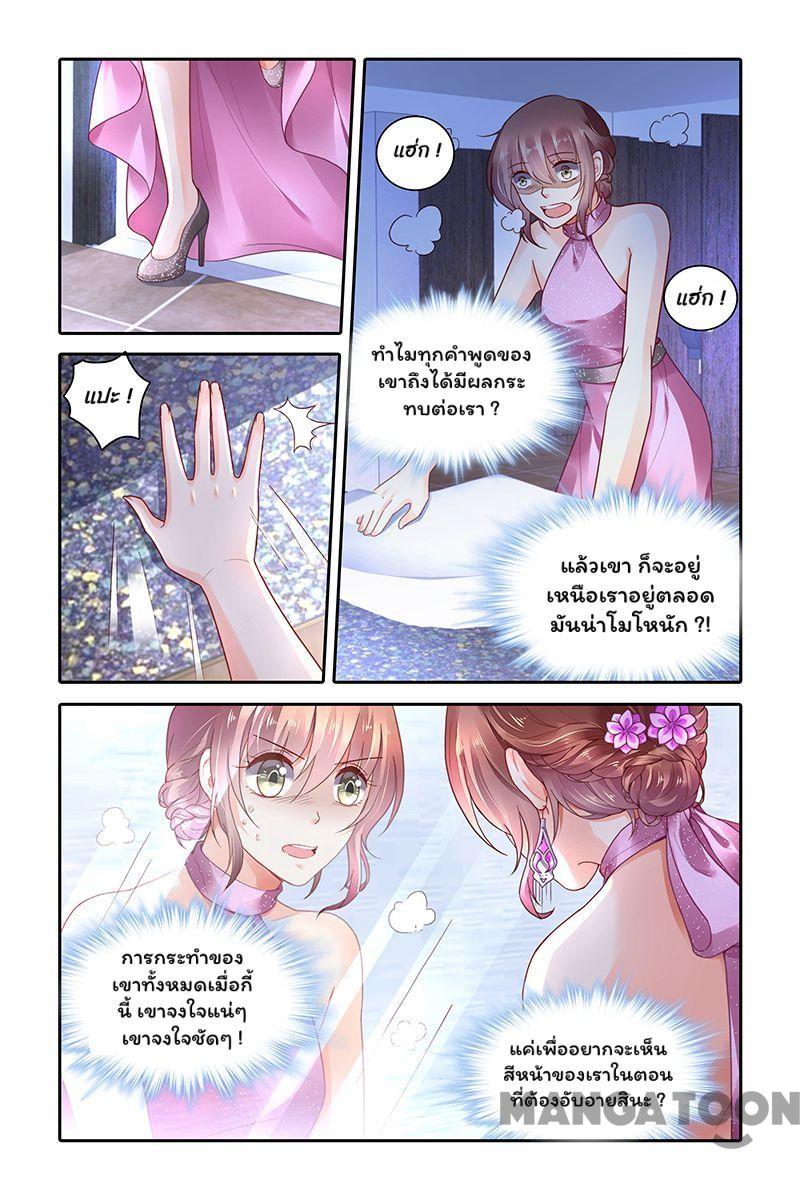 แฮ่ก !
แฮ่ก !
ทำไมทุกคำพูดของ
เขาถึงได้มีผลกระ
ทบต่อเรา ?
แปะ !
แล้วเขา ก็จะอยู่
เหนือเราอยู่ตลอด
มันน่าโมโหนัก ?!
การกระทำของ
เขาทั้งหมดเมื่อกี้
นี้ เขาจงใจแน่ๆ
เขาจงใจชัดๆ !
แค่เพื่ออยากจะเห็น
สีหน้าของเราในตอน
ที่ต้องอับอายสินะ ?
MANGATOON